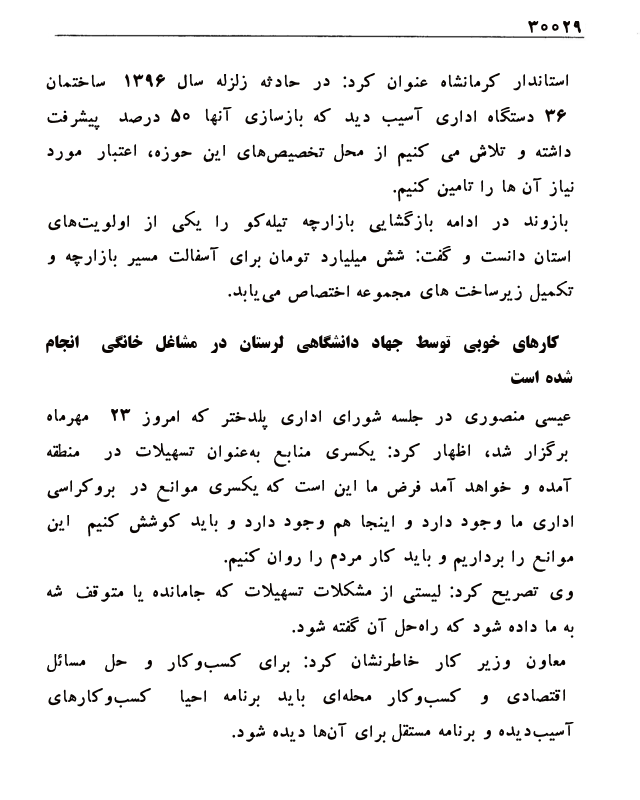 ۳۰۰۲۹
استاندار کرمانشاه عنوان کرد: در حادثه زلزله سال ۱۳۹۶ ساختمان
۳۶ دستگاه اداری آسیب دید که بازسازی آنها ۵۰ درصد پیشرفت
داشته و تلاش می کنیم از محل تخصیص‌های این حوزه، اعتبار مورد
نیاز آن ها را تامین کنیم.
بازوند در ادامه بازگشایی بازارچه تیله‌کو را یکی از اولویت‌های
استان دانست و گفت: شش میلیارد تومان برای آسفالت مسیر بازارچه و
تکمیل زیرساخت های مجموعه اختصاص می‌یابد.
کارهای خوبی توسط جهاد دانشگاهی لرستان در مشاغل خانگی انجام
شده است
عیسی منصوری در جلسه شورای اداری پلدختر که امروز ۲۳ مهرماه
برگزار شد، اظهار کرد: یکسری منابع به‌عنوان تسهیلات در منطقه
آمده و خواهد آمد فرض ما این است که یکسری موانع در بروکراسی
اداری ما وجود دارد و اینجا هم وجود دارد و باید کوشش کنیم این
موانع را برداریم و باید کار مردم را روان کنیم.
وی تصریح کرد: لیستی از مشکلات تسهیلات که جامانده یا متوقف شه
به ما داده شود که راه‌حل آن گفته شود.
معاون وزیر کار خاطرنشان کرد: برای کسب‌وکار و حل مسائل
اقتصادی و کسب‌وکار محله‌ای باید برنامه احیا کسب‌وکارهای
آسیب‌دیده و برنامه مستقل برای آن‌ها دیده شود.